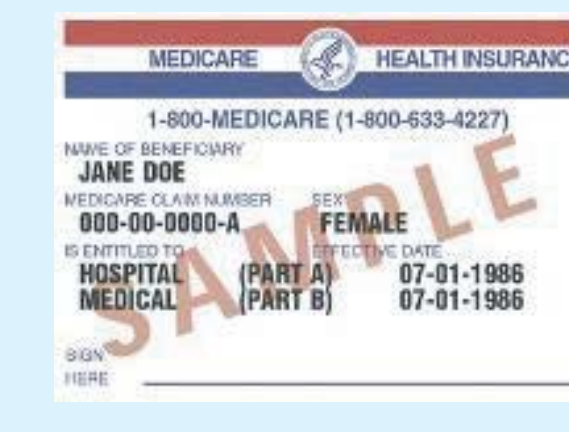 MEDICARE HEALTH INSURANC
1-800-MEDICARE (1-800-633-4227)
NAME OF BENEFICIARY
JANE DOE
MEDICARE CLAIM NUMBER SEX
000-00-0000-A FEMALE
IS ENTITLED TO EFFECTIVE DATE
HOSPITAL (PART A) 07-01-1986
MEDICAL (PART B) 07-01-1986
SIGN
HERE
SAMPLE